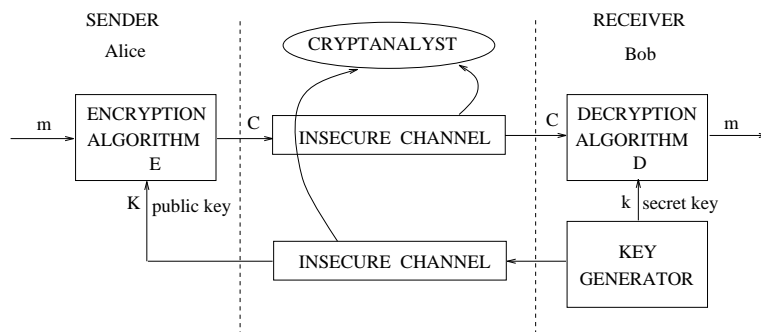 SENDER
Alice
CRYPTANALYST
RECEIVER
Bob
m
ENCRYPTION
ALGORITHM
E
C
INSECURE CHANNEL
C
DECRYPTION
ALGORITHM
D
m
K
public key
k
secret key
INSECURE CHANNEL
KEY
GENERATOR